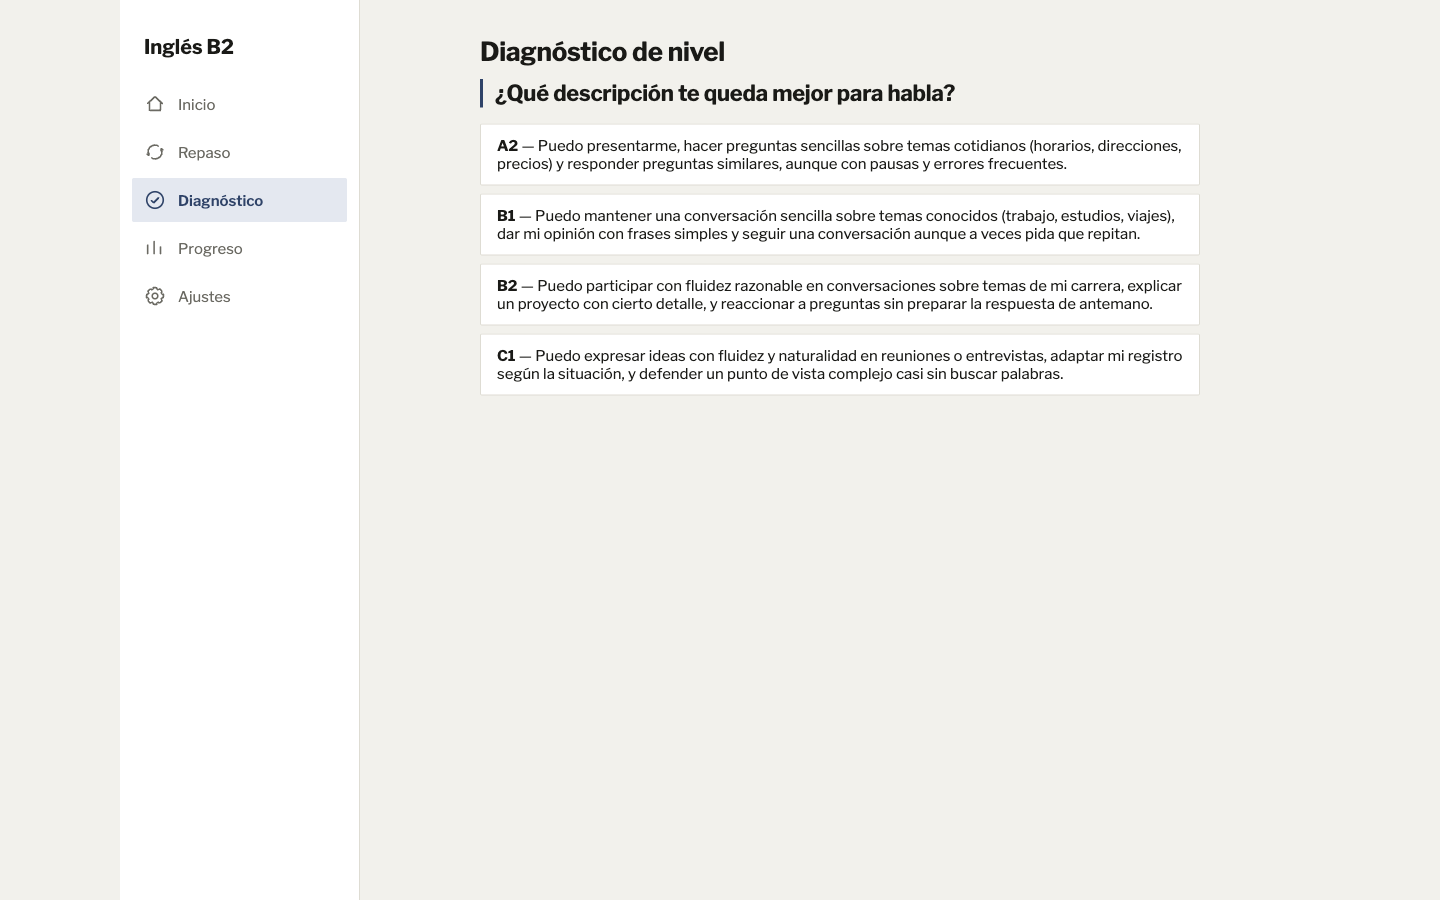 Inglés B2
Inicio
Repaso
Diagnóstico
Progreso
Ajustes
Diagnóstico de nivel
¿Qué descripción te queda mejor para habla?
A2 — Puedo presentarme, hacer preguntas sencillas sobre temas cotidianos (horarios, direcciones,
precios) y responder preguntas similares, aunque con pausas y errores frecuentes.
B1 — Puedo mantener una conversación sencilla sobre temas conocidos (trabajo, estudios, viajes),
dar mi opinión con frases simples y seguir una conversación aunque a veces pida que repitan.
B2 — Puedo participar con fluidez razonable en conversaciones sobre temas de mi carrera, explicar
un proyecto con cierto detalle, y reaccionar a preguntas sin preparar la respuesta de antemano.
C1 — Puedo expresar ideas con fluidez y naturalidad en reuniones o entrevistas, adaptar mi registro
según la situación, y defender un punto de vista complejo casi sin buscar palabras.